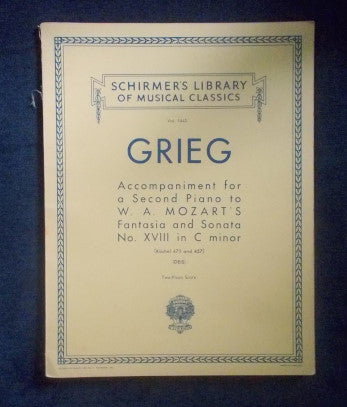 SCHIRMER'S LIBRARY
OF MUSICAL CLASSICS
Vol.
GRIEG
Accompaniment for
a Second Piano to
W. A. MOZART'S
Fantasia and Sonata
No. XVIII in C minor
(Köchel 475 and 457)
Two-Piano Score